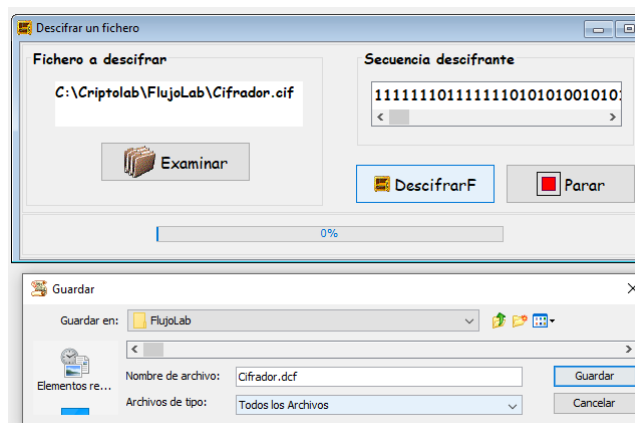 Descifrar un fichero
Fichero a descifrar
C:\Criptolab\FlujoLab\Cifrador.cif
Examinar
Secuencia descifrante
11111110111111101010100101010
DescifrarF
Parar
0%
Guardar
Guardar en:
FlujoLab
Elementos re...
Nombre de archivo:
Cifrador.dcf
Guardar
Archivos de tipo:
Todos los Archivos
Cancelar